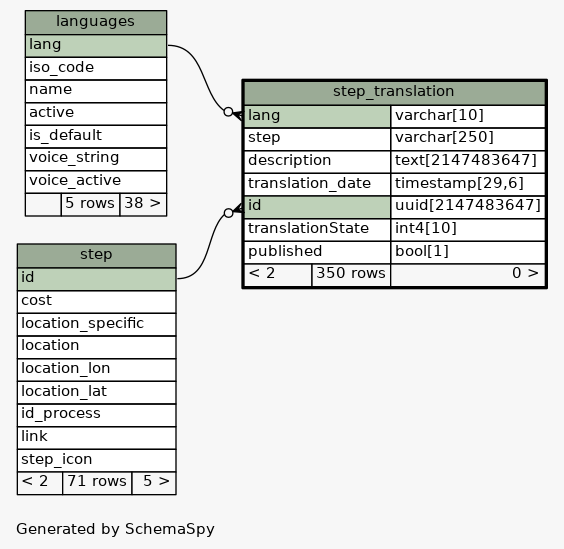 languages
lang
iso_code
name
active
is_default
voice_string
voice_active
5 rows 38 >
step_translation
lang varchar[10]
step varchar[250]
description text[2147483647]
translation_date timestamp[29,6]
id uuid[2147483647]
translationState int4[10]
published bool[1]
< 2 350 rows 0 >
step
id
cost
location_specific
location
location_lon
location_lat
id_process
link
step_icon
< 2 71 rows 5 >
Generated by SchemaSpy